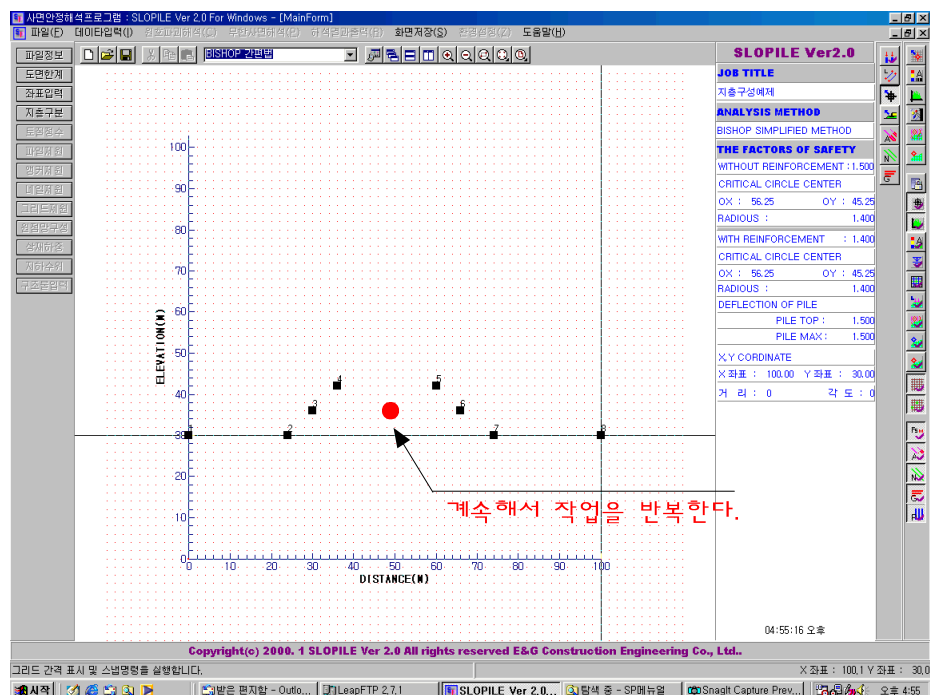 사면안정해석프로그램 : SLOPILE Ver 2,0 For Windows - [MainForm]
파일(F) 데이타입력(I) 원호파괴해석(C) 무한사면해석(P) 해석결과출력(R) 화면저장(S) 환경설정(Z) 도움말(H)
파일정보
도면한계
좌표입력
지층구분
토질정수
파일제원
앵커제원
네일제원
그리드제원
원점망구성
상재하중
지하수위
구조물입력
BISHOP 간편법
SLOPILE Ver2.0
JOB TITLE
지층구성예제
ANALYSIS METHOD
BISHOP SIMPLIFIED METHOD
THE FACTORS OF SAFETY
WITHOUT REINFORCEMENT : 1.500
CRITICAL CIRCLE CENTER
OX : 56.25 OY : 45.25
RADIOUS : 1.400
WITH REINFORCEMENT : 1.400
CRITICAL CIRCLE CENTER
OX : 56.25 OY : 45.25
RADIOUS : 1.400
DEFLECTION OF PILE
PILE TOP : 1.500
PILE MAX : 1.500
X,Y CORDINATE
X 좌표 : 100.00 Y 좌표 : 30.00
거 리 : 0 각 도 : 0
ELEVATION(M)
100
90
80
70
60
50
40
30
20
10
0
1 2 3 4 5 6 7 8
0 10 20 30 40 50 60 70 80 90 100
DISTANCE(M)
계속해서 작업을 반복한다.
04:55:16 오후
Copyright(c) 2000. 1 SLOPILE Ver 2.0 All rights reserved E&G Construction Engineering Co., Ltd..
그리드 간격 표시 및 스냅명령를 실행합니다.
X 좌표 : 100,1 Y 좌표 : 30,0
시작 받은 편지함 - Outlo... LeapFTP 2,7,1 SLOPILE Ver 2,0... 탐색 중 - SP메뉴얼 SnagIt Capture Prev... 오후 4:55